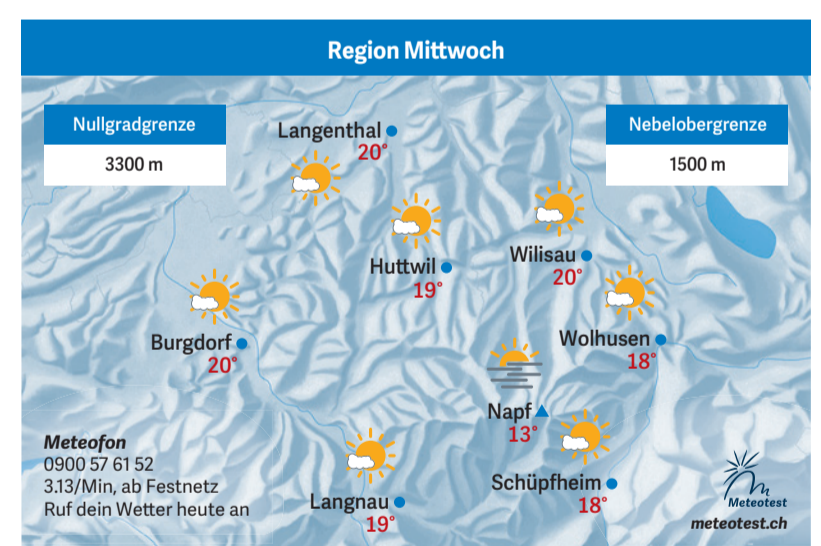 Region Mittwoch
Nullgradgrenze
3300 m
Nebelobergrenze
1500 m
Langenthal
20°
Huttwil
19°
Wilisau
20°
Burgdorf
20°
Wolhusen
18°
Napf
13°
Schüpfheim
18°
Langnau
19°
Meteofon
0900 57 61 52
3.13/Min, ab Festnetz
Ruf dein Wetter heute an
Meteotest
meteotest.ch